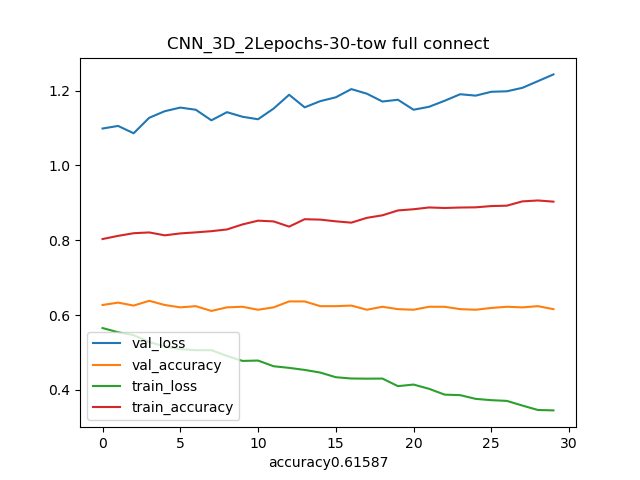 CNN_3D_2Lepochs-30-tow full connect
1.2
1.0
0.8
0.6
0.4
val_loss
val_accuracy
train_loss
train_accuracy
0 5 10 15 20 25 30
accuracy0.61587